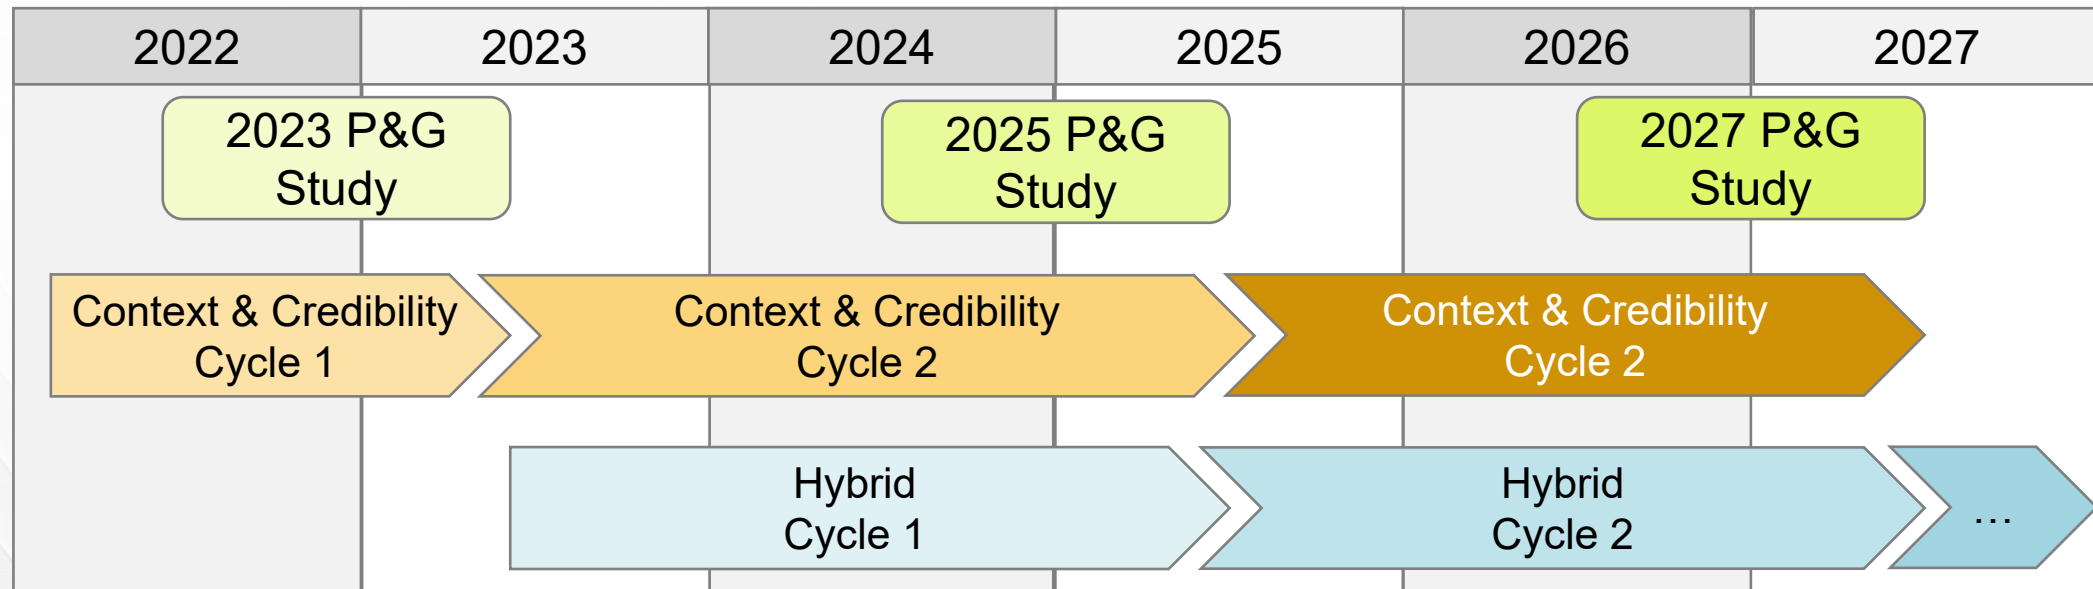 2022
2023
2024
2025
2026
2027
2023 P&G
Study
2025 P&G
Study
2027 P&G
Study
Context & Credibility
Cycle 1
Context & Credibility
Cycle 2
Context & Credibility
Cycle 2
Hybrid
Cycle 1
Hybrid
Cycle 2
...